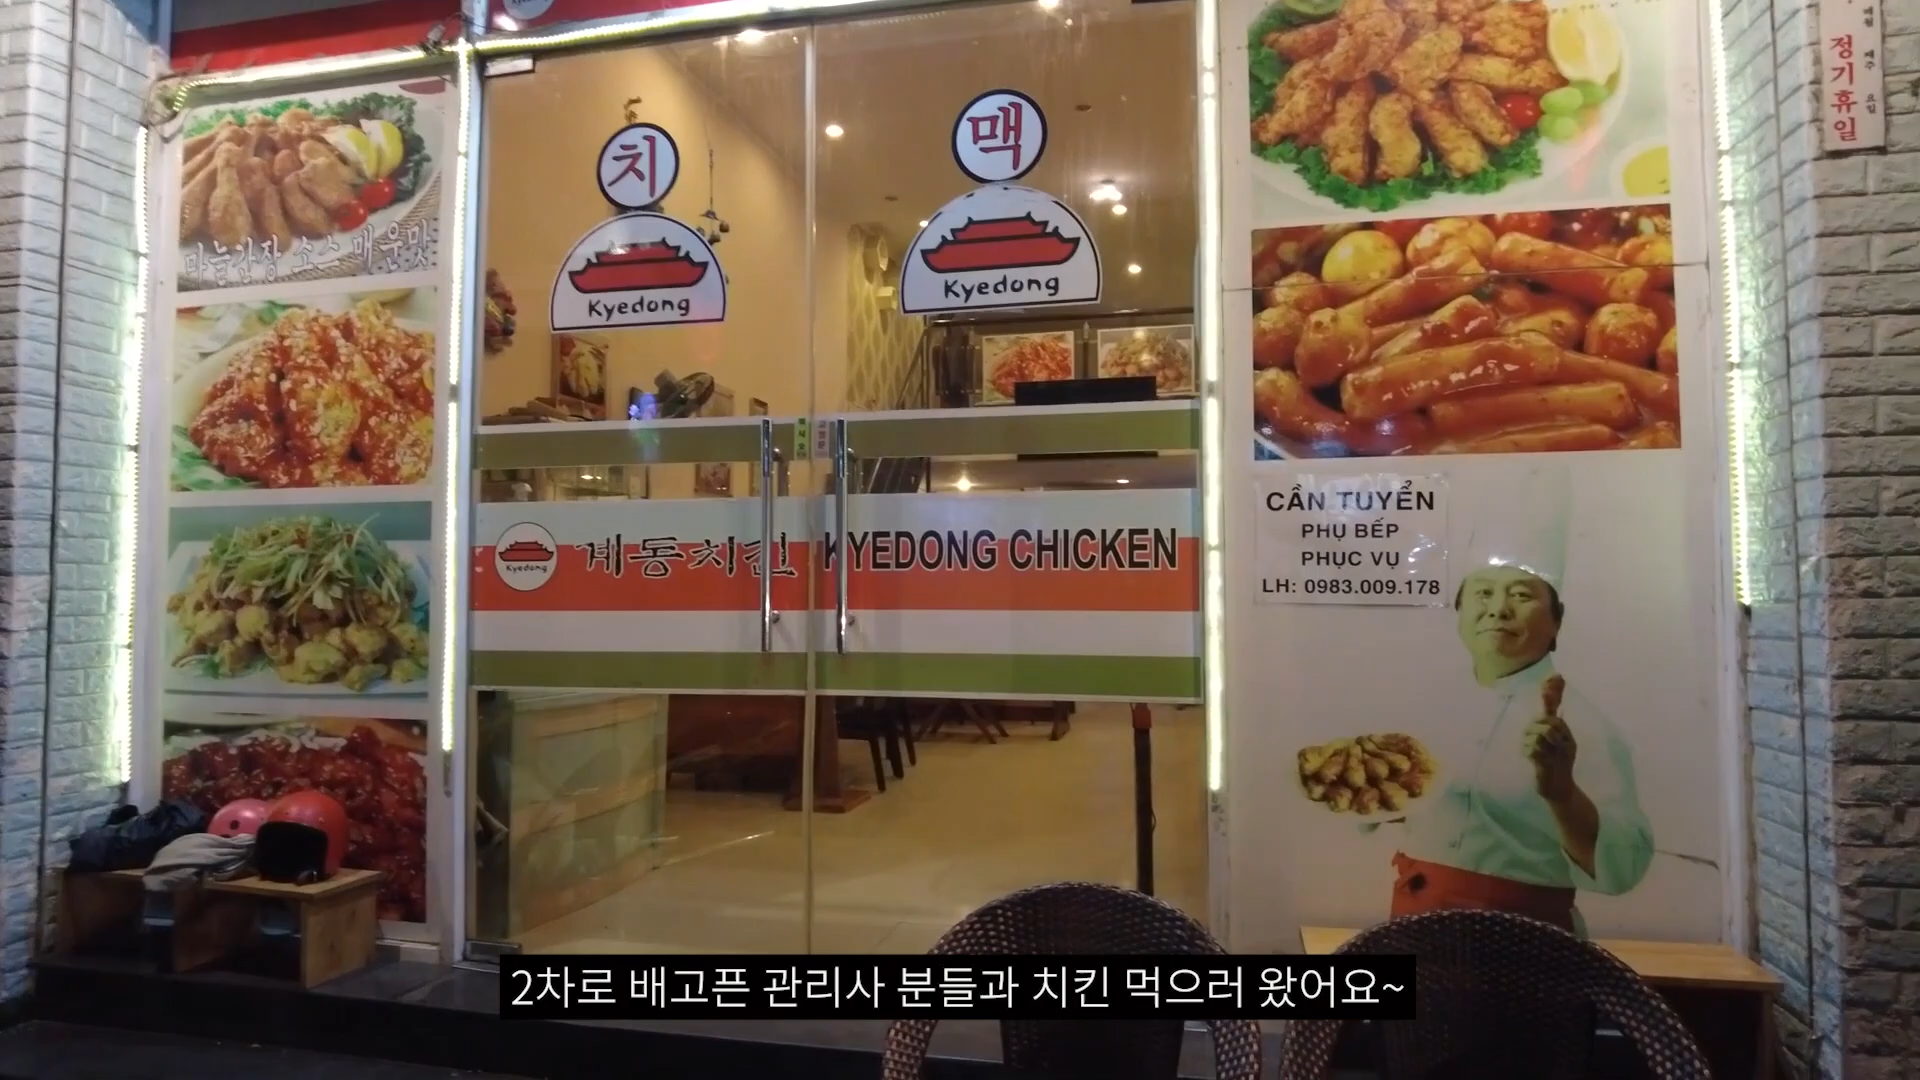 정기휴일
치
맥
Kyedong
Kyedong
마늘간장 소스 매운맛
계동치킨 KYEDONG CHICKEN
Kyedong
CẦN TUYỂN
PHỤ BẾP
PHỤC VỤ
LH: 0983.009.178
2차로 배고픈 관리사 분들과 치킨 먹으러 왔어요~